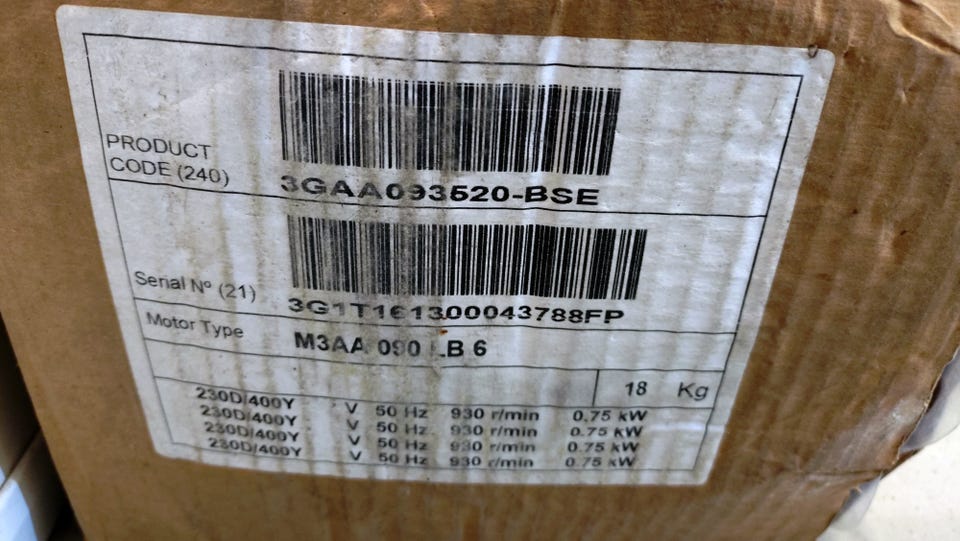 PRODUCT
CODE (240)
3GAA093520-BSE
Serial Nº (21)
3G1T161300043788FP
Motor Type
M3AA 090 LB 6
18 Kg
230D/400Y V 50 Hz 930 r/min 0.75 kW
230D/400Y V 50 Hz 930 r/min 0.75 kW
230D/400Y V 50 Hz 930 r/min 0.75 kW
230D/400Y V 50 Hz 930 r/min 0.75 kW